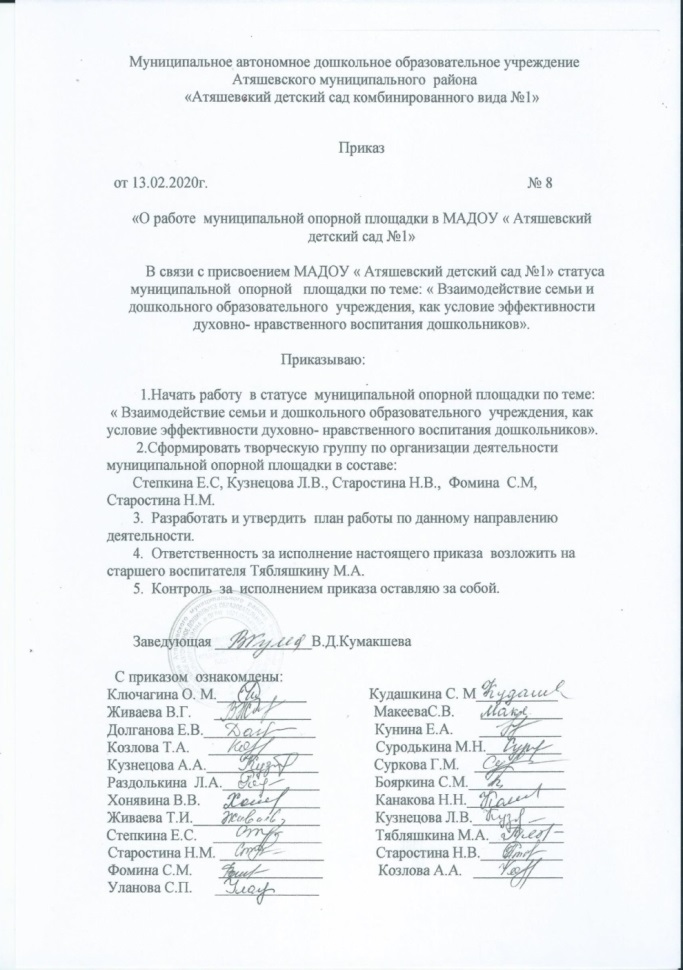 Муниципальное автономное дошкольное образовательное учреждение
Атяшевского муниципального района
«Атяшевский детский сад комбинированного вида №1»
Приказ
от 13.02.2020г. № 8
«О работе муниципальной опорной площадки в МАДОУ « Атяшевский
детский сад №1»
В связи с присвоением МАДОУ « Атяшевский детский сад №1» статуса
муниципальной опорной площадки по теме: « Взаимодействие семьи и
дошкольного образовательного учреждения, как условие эффективности
духовно- нравственного воспитания дошкольников».
Приказываю:
1.Начать работу в статусе муниципальной опорной площадки по теме:
« Взаимодействие семьи и дошкольного образовательного учреждения, как
условие эффективности духовно- нравственного воспитания дошкольников».
2.Сформировать творческую группу по организации деятельности
муниципальной опорной площадки в составе:
Степкина Е.С, Кузнецова Л.В., Старостина Н.В., Фомина С.М,
Старостина Н.М.
3. Разработать и утвердить план работы по данному направлению
деятельности.
4. Ответственность за исполнение настоящего приказа возложить на
старшего воспитателя Тябляшкину М.А.
5. Контроль за исполнением приказа оставляю за собой.
Заведующая В.Д.Кумакшева
С приказом ознакомлены:
Ключагина О. М. Кудашкина С. М
Живаева В.Г. МакееваС.В.
Долганова Е.В. Кунина Е.А.
Козлова Т.А. Суродькина М.Н.
Кузнецова А.А. Суркова Г.М.
Раздолькина Л.А. Бояркина С.М.
Хонявина В.В. Канакова Н.Н.
Живаева Т.И. Кузнецова Л.В.
Степкина Е.С. Тябляшкина М.А.
Старостина Н.М. Старостина Н.В.
Фомина С.М. Козлова А.А.
Уланова С.П.